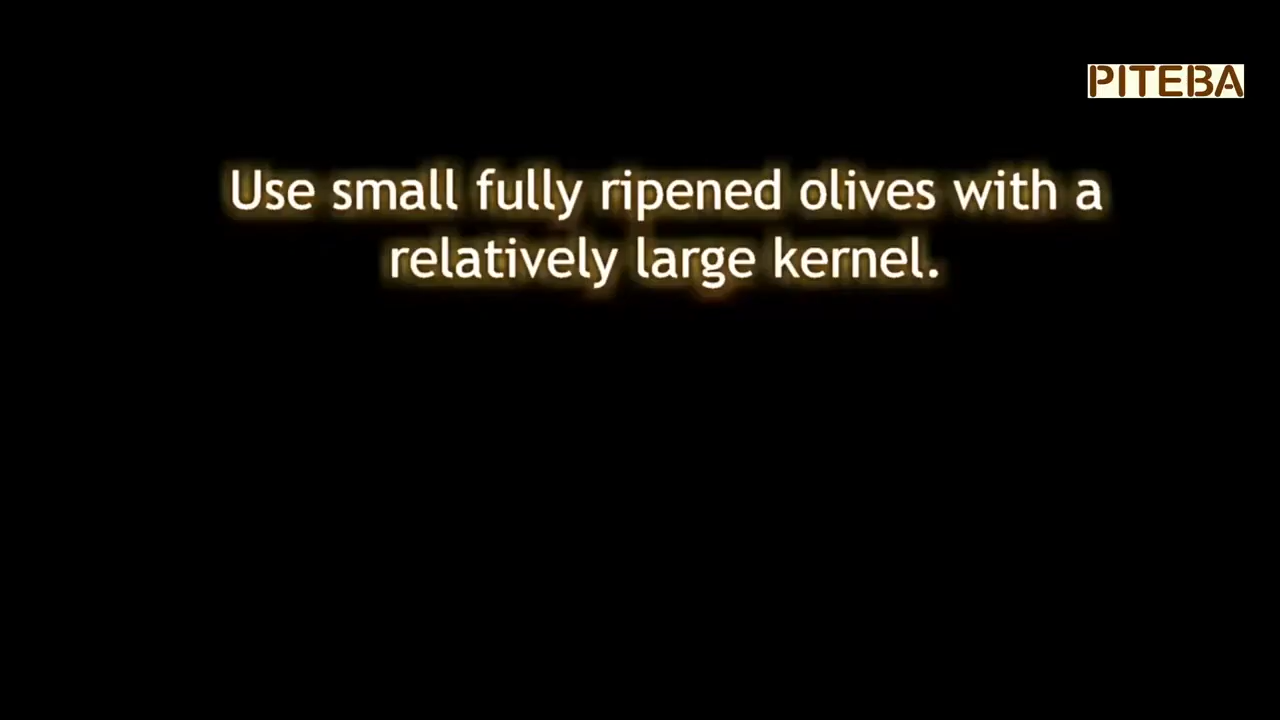 PITEBA
Use small fully ripened olives with a
relatively large kernel.